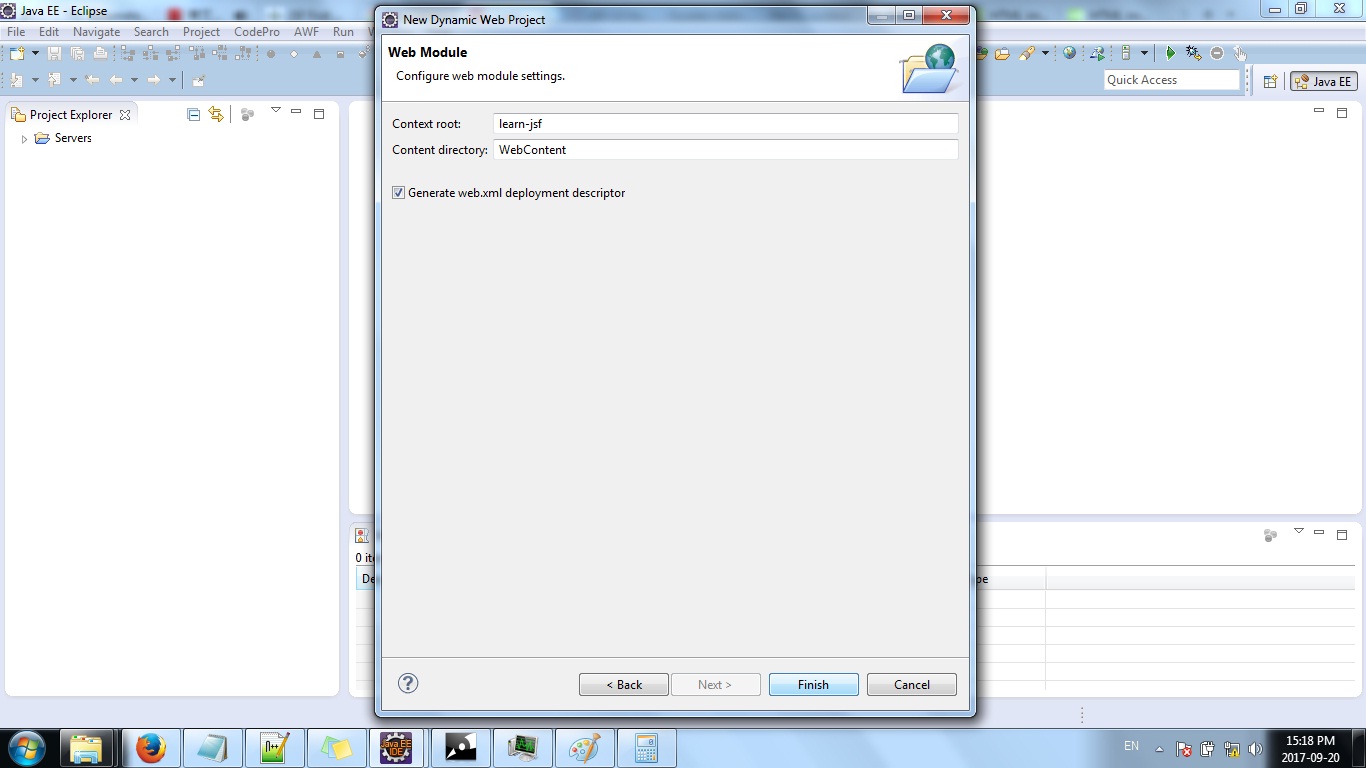 Java EE - Eclipse
New Dynamic Web Project
File Edit Navigate Search Project CodePro AWF Run
Web Module
Configure web module settings.
Quick Access
Java EE
Project Explorer
Servers
Context root: learn-jsf
Content directory: WebContent
Generate web.xml deployment descriptor
0 ite
De
pe
< Back Next > Finish Cancel
Java EE
IDE
EN
15:18 PM
2017-09-20